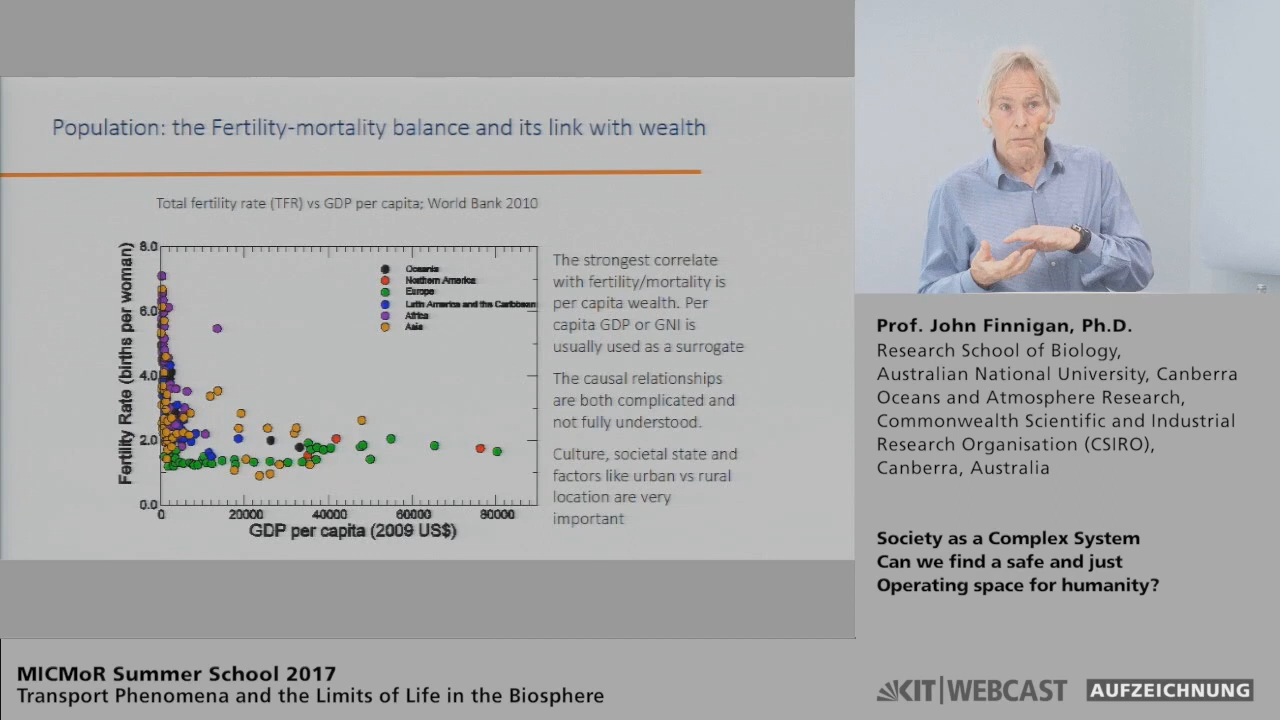 Population: the Fertility-mortality balance and its link with wealth
Total fertility rate (TFR) vs GDP per capita; World Bank 2010
Fertility Rate (births per woman)
8.0
6.0
4.0
2.0
0.0
0
20000
40000
60000
80000
GDP per capita (2009 US$)
Oceania
Northern America
Europe
Latin America and the Caribbean
Africa
Asia
The strongest correlate
with fertility/mortality is
per capita wealth. Per
capita GDP or GNI is
usually used as a surrogate
The causal relationships
are both complicated and
not fully understood.
Culture, societal state and
factors like urban vs rural
location are very
important
Prof. John Finnigan, Ph.D.
Research School of Biology,
Australian National University, Canberra
Oceans and Atmosphere Research,
Commonwealth Scientific and Industrial
Research Organisation (CSIRO),
Canberra, Australia
Society as a Complex System
Can we find a safe and just
Operating space for humanity?
MICMoR Summer School 2017
Transport Phenomena and the Limits of Life in the Biosphere
KIT|WEBCAST
AUFZEICHNUNG